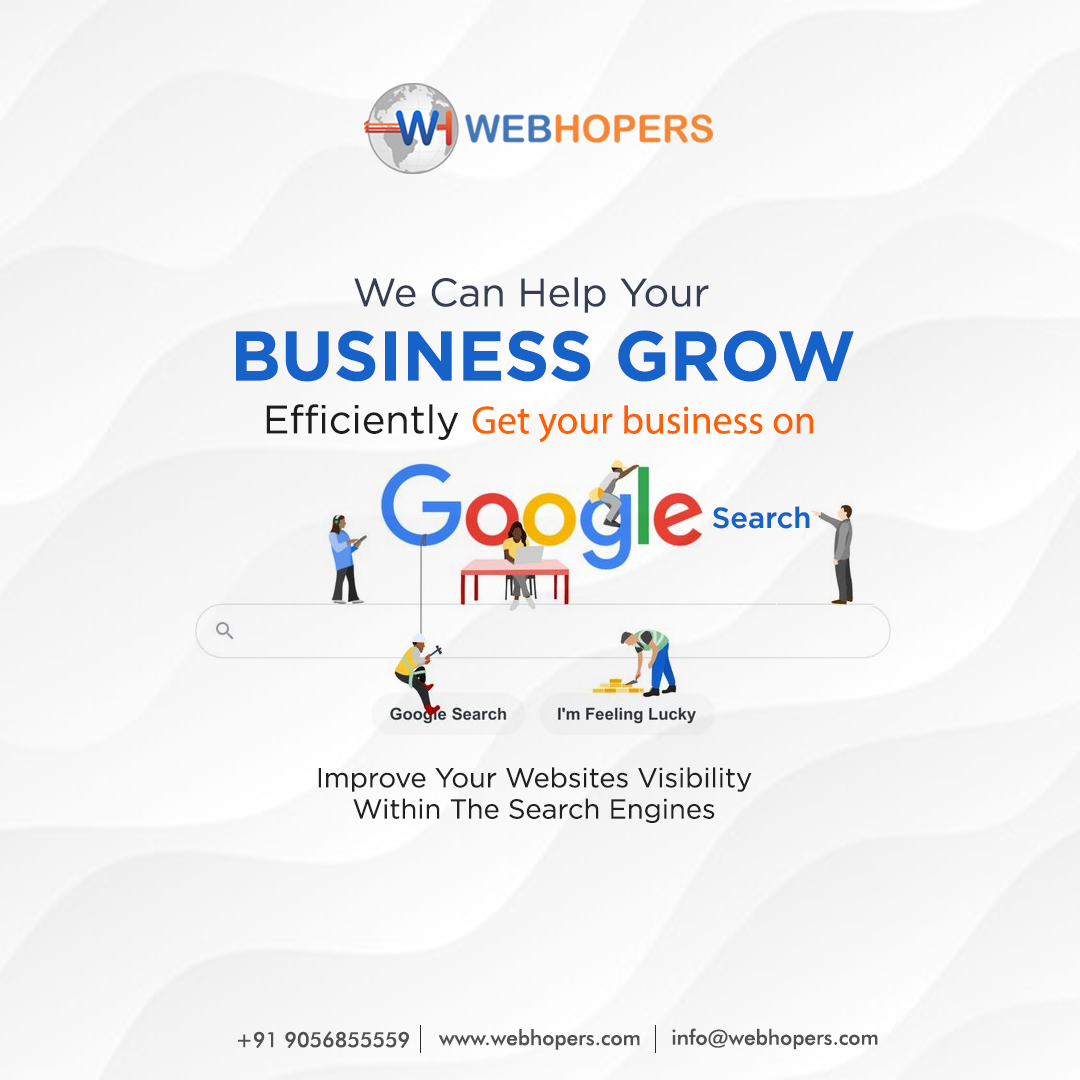 WH WEBHOPERS
We Can Help Your
BUSINESS GROW
Efficiently Get your business on
Google Search
Google Search I'm Feeling Lucky
Improve Your Websites Visibility
Within The Search Engines
+91 9056855559 | www.webhopers.com | info@webhopers.com